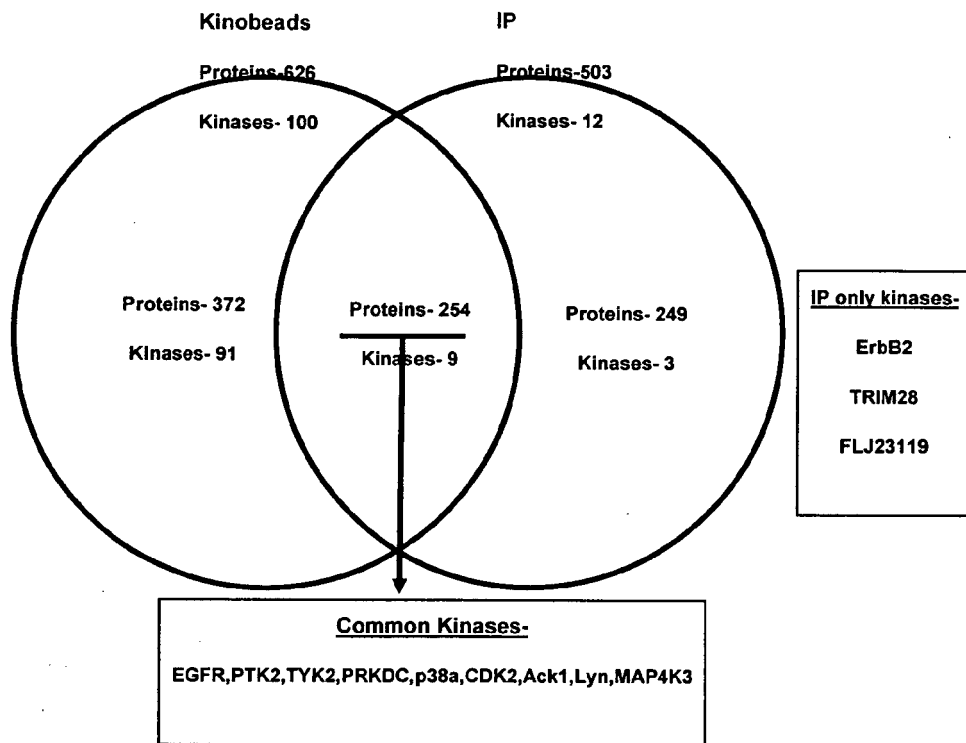 Kinobeads
IP
Proteins-626
Proteins-503
Kinases- 100
Kinases- 12
Proteins- 372
Kinases- 91
Proteins- 254
Kinases- 9
Proteins- 249
Kinases- 3
IP only kinases-
ErbB2
TRIM28
FLJ23119
Common Kinases-
EGFR,PTK2,TYK2,PRKDC,p38a,CDK2,Ack1,Lyn,MAP4K3